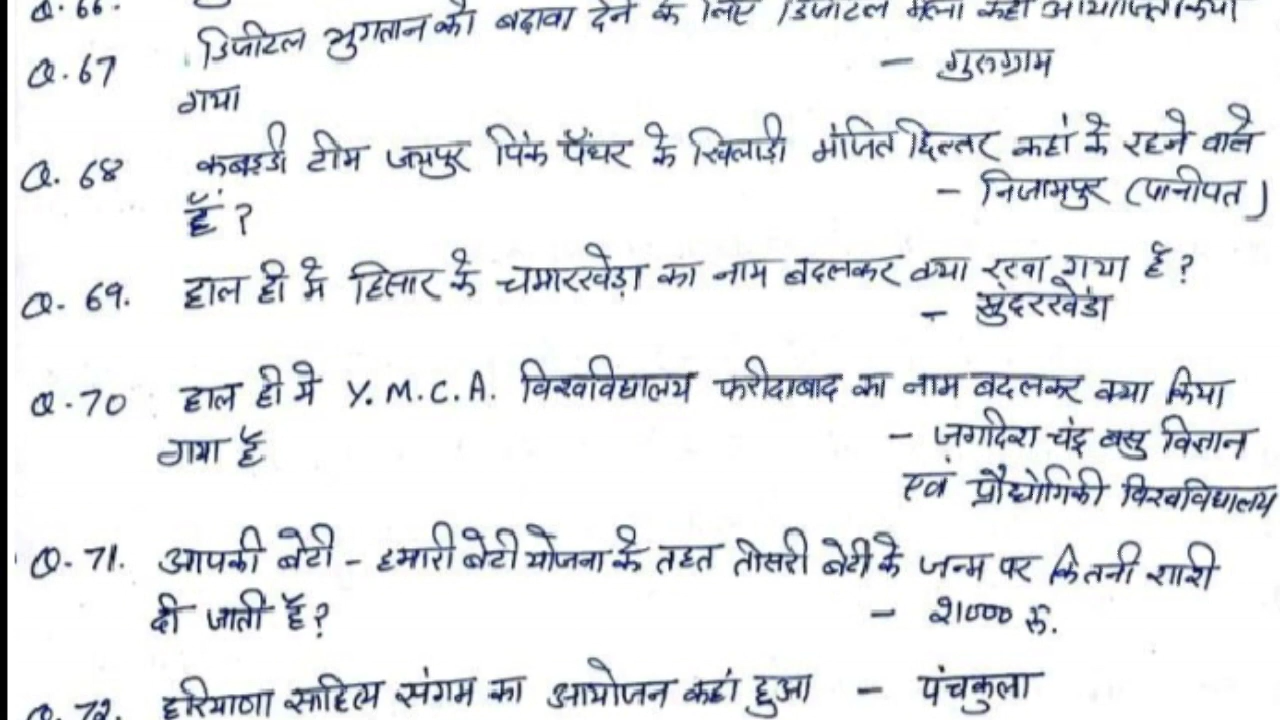 Q. 66.
Q. 67 डिजीटल भुगतान को बढावा देने के लिए डिजीटल मेला कहां आयोजित किया
गया - गुरुग्राम
Q. 68 कबड्डी टीम जयपुर पिंक पैंथर के खिलाडी मंजित छिल्लर कहां के रहने वाले
हैं ? - निजामपुर (पानीपत)
Q. 69. हाल ही मे हिसार के चमारखेड़ा का नाम बदलकर क्या रखा गया है ?
- सुंदरखेडा
Q. 70 हाल ही मे Y. M. C. A. विश्वविद्यालय फरीदाबाद का नाम बदलकर क्या किया
गया है - जगदिश चंद्र बसु विज्ञान
एवं प्रौद्योगिकी विश्वविद्यालय
Q. 71. आपकी बेटी - हमारी बेटी योजना के तहत तीसरी बेटी के जन्म पर कितनी राशी
दी जाती है ? - 21000 रु.
Q. 72. हरियाणा साहित्य संगम का आयोजन कहां हुआ - पंचकुला